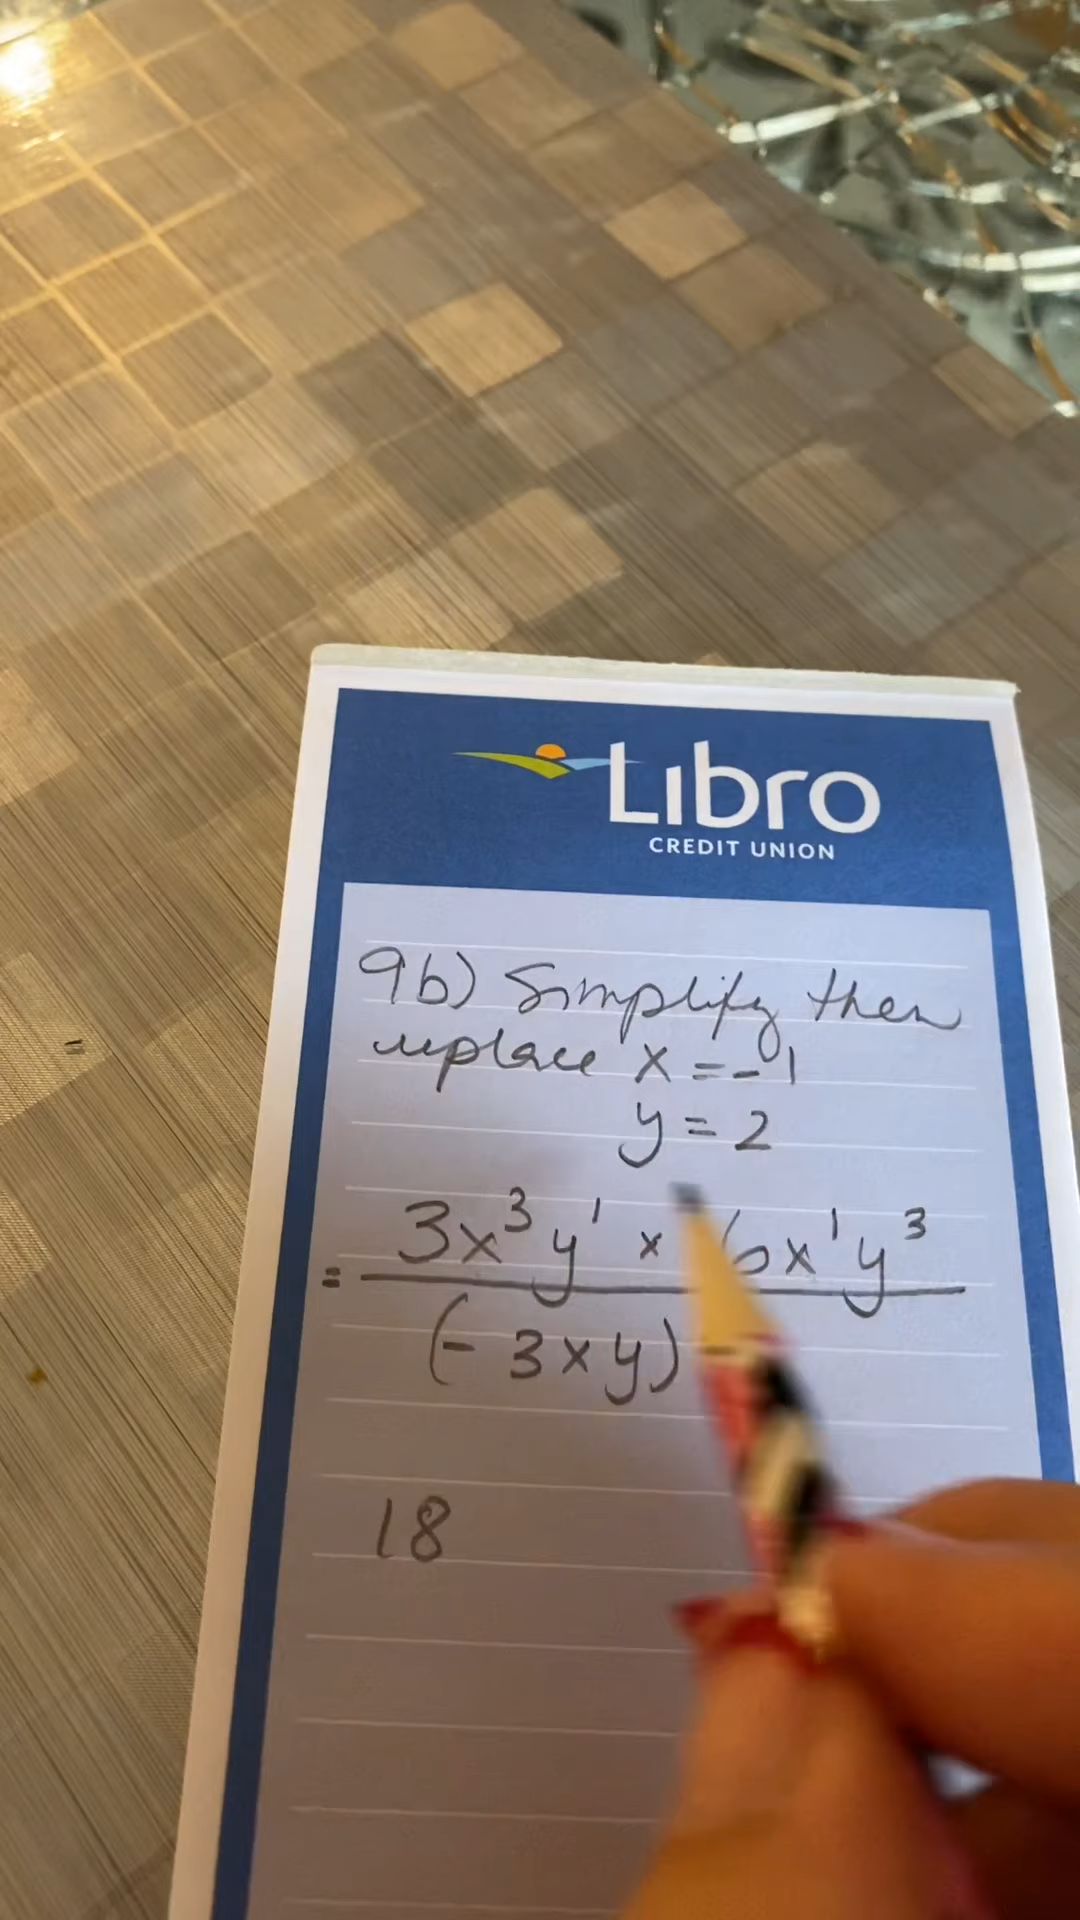 Libro
CREDIT UNION
9b) Simplify then
replace x = -1
y = 2
= 3x³y¹ × 6x¹y³
(- 3xy)
18